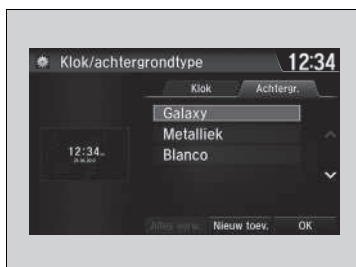 Klok/achtergrondtype
12:34
Klok
Achtergr.
Galaxy
Metalliek
Blanco
12:34
Nieuw toev.
OK